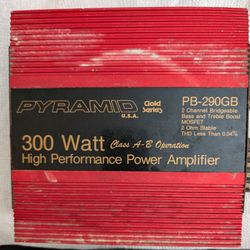 PYRAMID
U.S.A.
Gold
Series
PB-290GB
2 Channel Bridgeable
Bass and Treble Boost
MOSFET
2 Ohm Stable
THD Less Than 0.04%
300 Watt Class A-B Operation
High Performance Power Amplifier